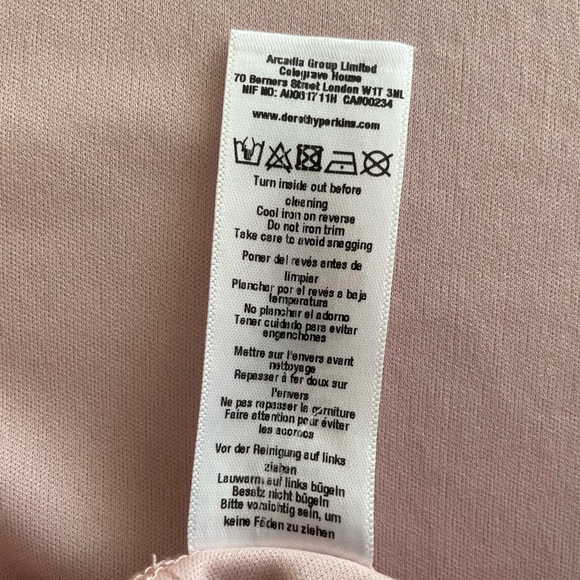 Arcadia Group Limited
Colegrave House
70 Berners Street London W1T 3NL
NIF NO: A0061711H CA#00234
www.dorothyperkins.com
Turn inside out before
cleaning
Cool iron on reverse
Do not iron trim
Take care to avoid snagging
Poner del revés antes de
limpiar
Planchar por el revés a baja
temperatura
No planchar el adorno
Tener cuidado para evitar
enganchones
Mettre sur l'envers avant
nettoyage
Repasser à fer doux sur
l'envers
Ne pas repasser la garniture
Faire attention pour éviter
les accrocs
Vor der Reinigung auf links
ziehen
Lauwarm auf links bügeln
Besatz nicht bügeln
Bitte vorsichtig sein, um
keine Fäden zu ziehen